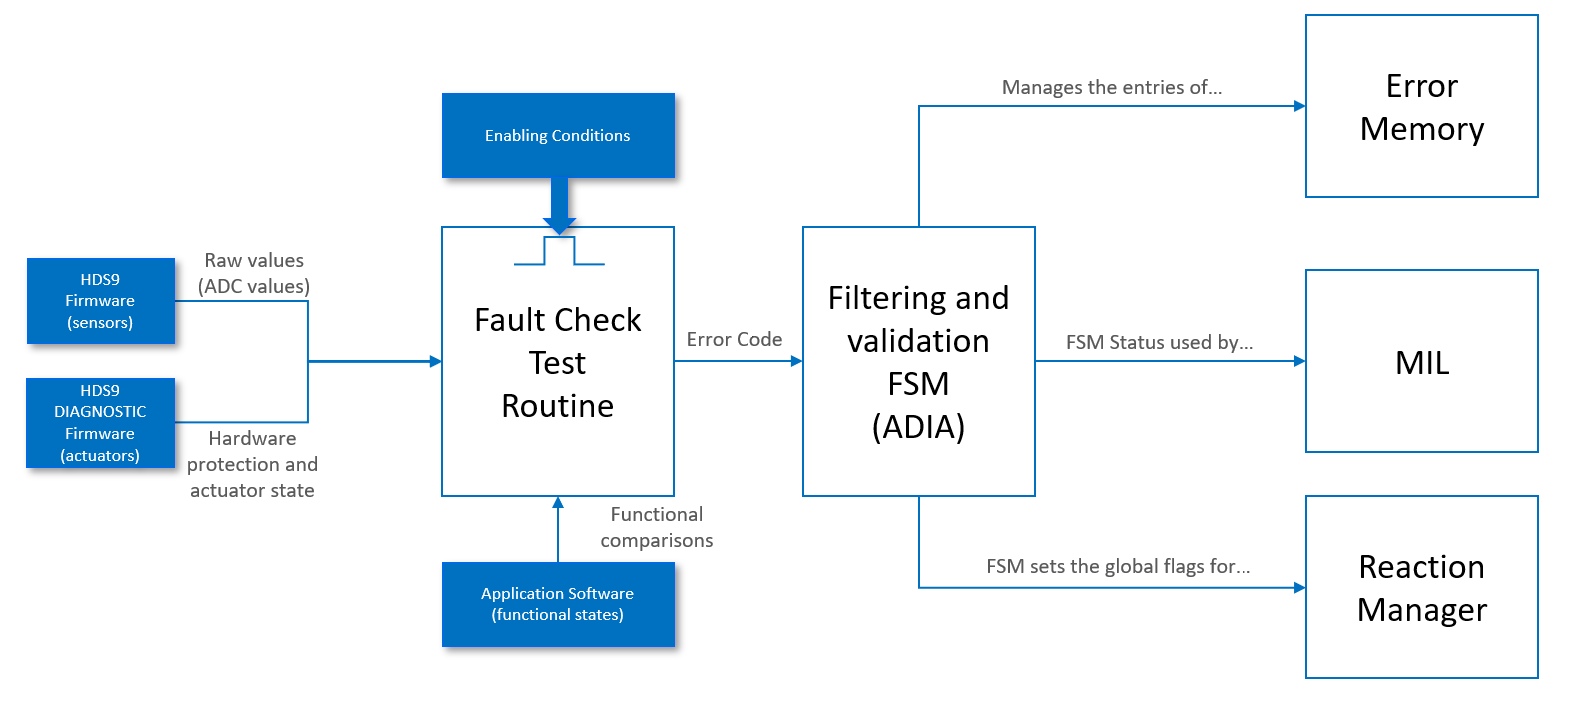 Enabling Conditions
HDS9
Firmware
(sensors)
Raw values
(ADC values)
HDS9
DIAGNOSTIC
Firmware
(actuators)
Hardware
protection and
actuator state
Fault Check
Test
Routine
Functional
comparisons
Application Software
(functional states)
Error Code
Filtering and
validation
FSM
(ADIA)
Manages the entries of...
Error
Memory
FSM Status used by...
MIL
FSM sets the global flags for...
Reaction
Manager